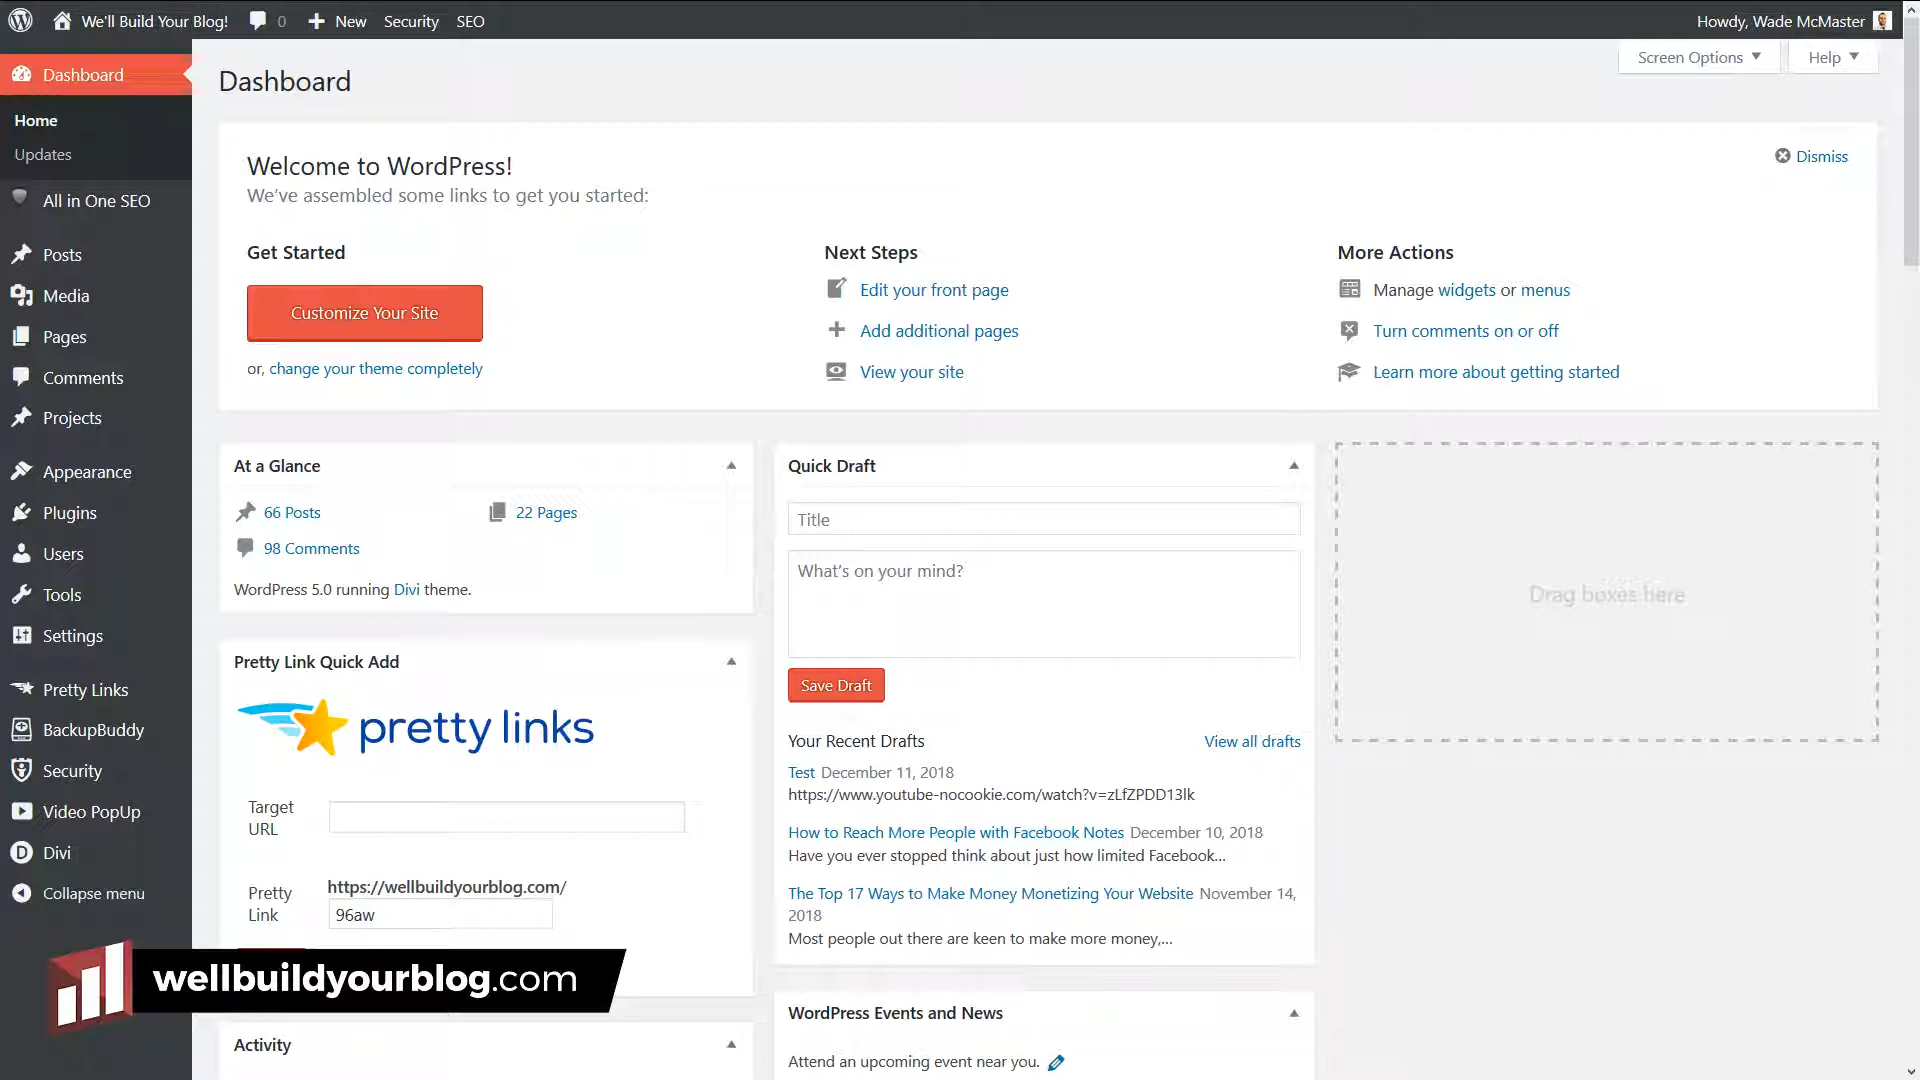 We'll Build Your Blog!
0
New
Security
SEO
Howdy, Wade McMaster
Dashboard
Home
Updates
All in One SEO
Posts
Media
Pages
Comments
Projects
Appearance
Plugins
Users
Tools
Settings
Pretty Links
BackupBuddy
Security
Video PopUp
Divi
Collapse menu
Screen Options
Help
Dashboard
Welcome to WordPress!
We've assembled some links to get you started:
Dismiss
Get Started
Customize Your Site
or, change your theme completely
Next Steps
Edit your front page
Add additional pages
View your site
More Actions
Manage widgets or menus
Turn comments on or off
Learn more about getting started
At a Glance
66 Posts
22 Pages
98 Comments
WordPress 5.0 running Divi theme.
Pretty Link Quick Add
pretty links
Target
URL
Pretty
Link
https://wellbuildyourblog.com/
96aw
wellbuildyourblog.com
Activity
Quick Draft
Title
What's on your mind?
Save Draft
Your Recent Drafts
View all drafts
Test December 11, 2018
https://www.youtube-nocookie.com/watch?v=zLfZPDD13lk
How to Reach More People with Facebook Notes December 10, 2018
Have you ever stopped think about just how limited Facebook...
The Top 17 Ways to Make Money Monetizing Your Website November 14,
2018
Most people out there are keen to make more money,...
WordPress Events and News
Attend an upcoming event near you.
Drag boxes here